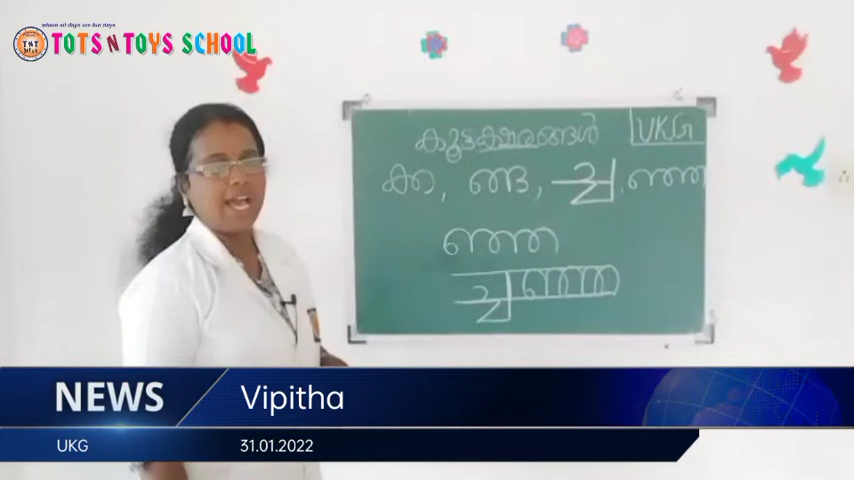 where all days are fun days
TNT
TOTS N TOYS SCHOOL
കൂട്ടക്ഷരങ്ങൾ UKG
ക്ക, ങ്ങ, ച്ച, ഞ്ഞ
ഞ്ഞ
ച്ച
NEWS Vipitha
UKG 31.01.2022